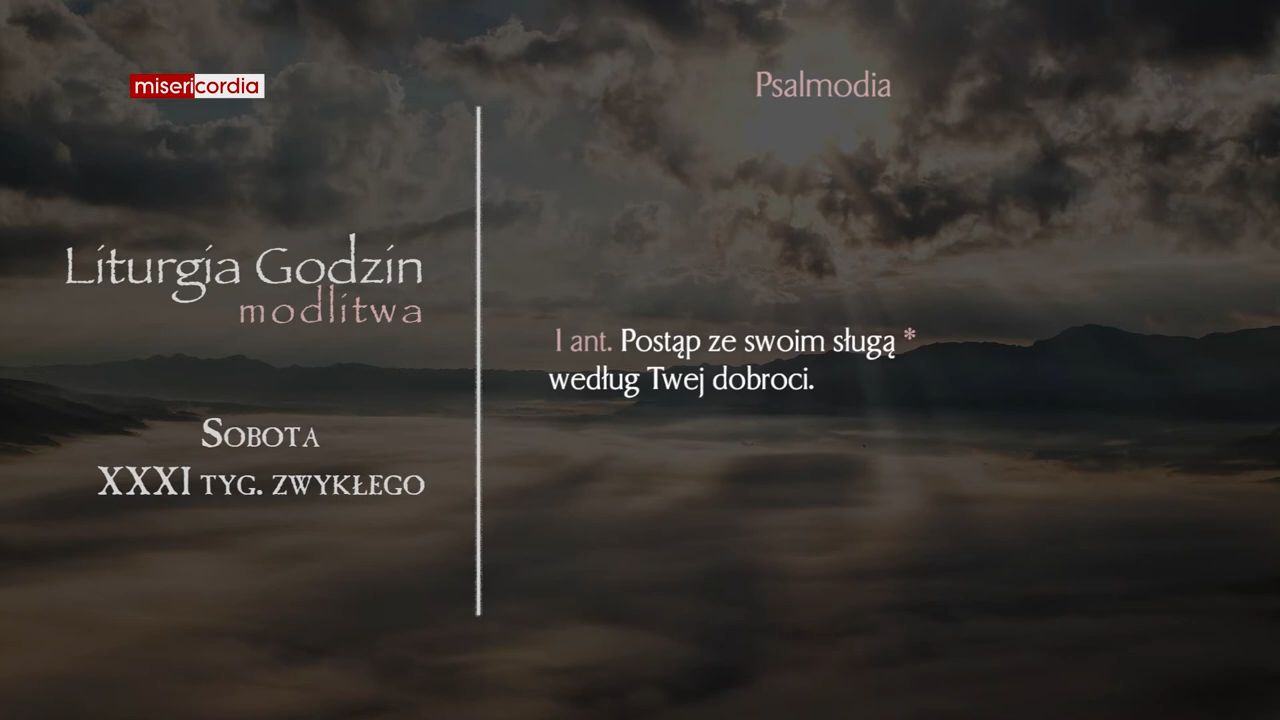 misericordia
Liturgia Godzin
modlitwa
Sobota
XXXI tyg. zwykłego
Psalmodia
I ant. Postąp ze swoim sługą *
według Twej dobroci.